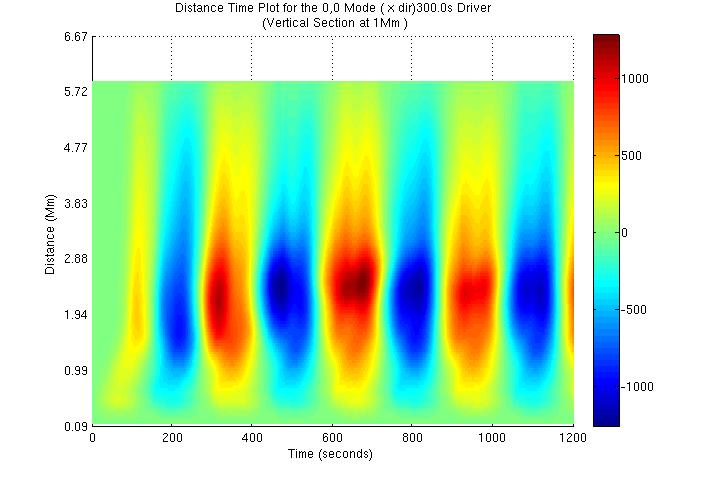 Distance Time Plot for the 0,0 Mode ( x dir)300.0s Driver
(Vertical Section at 1Mm )
6.67
5.72
4.77
3.83
2.88
1.94
0.99
0.09
Distance (Mm)
0 200 400 600 800 1000 1200
Time (seconds)
1000
500
0
-500
-1000